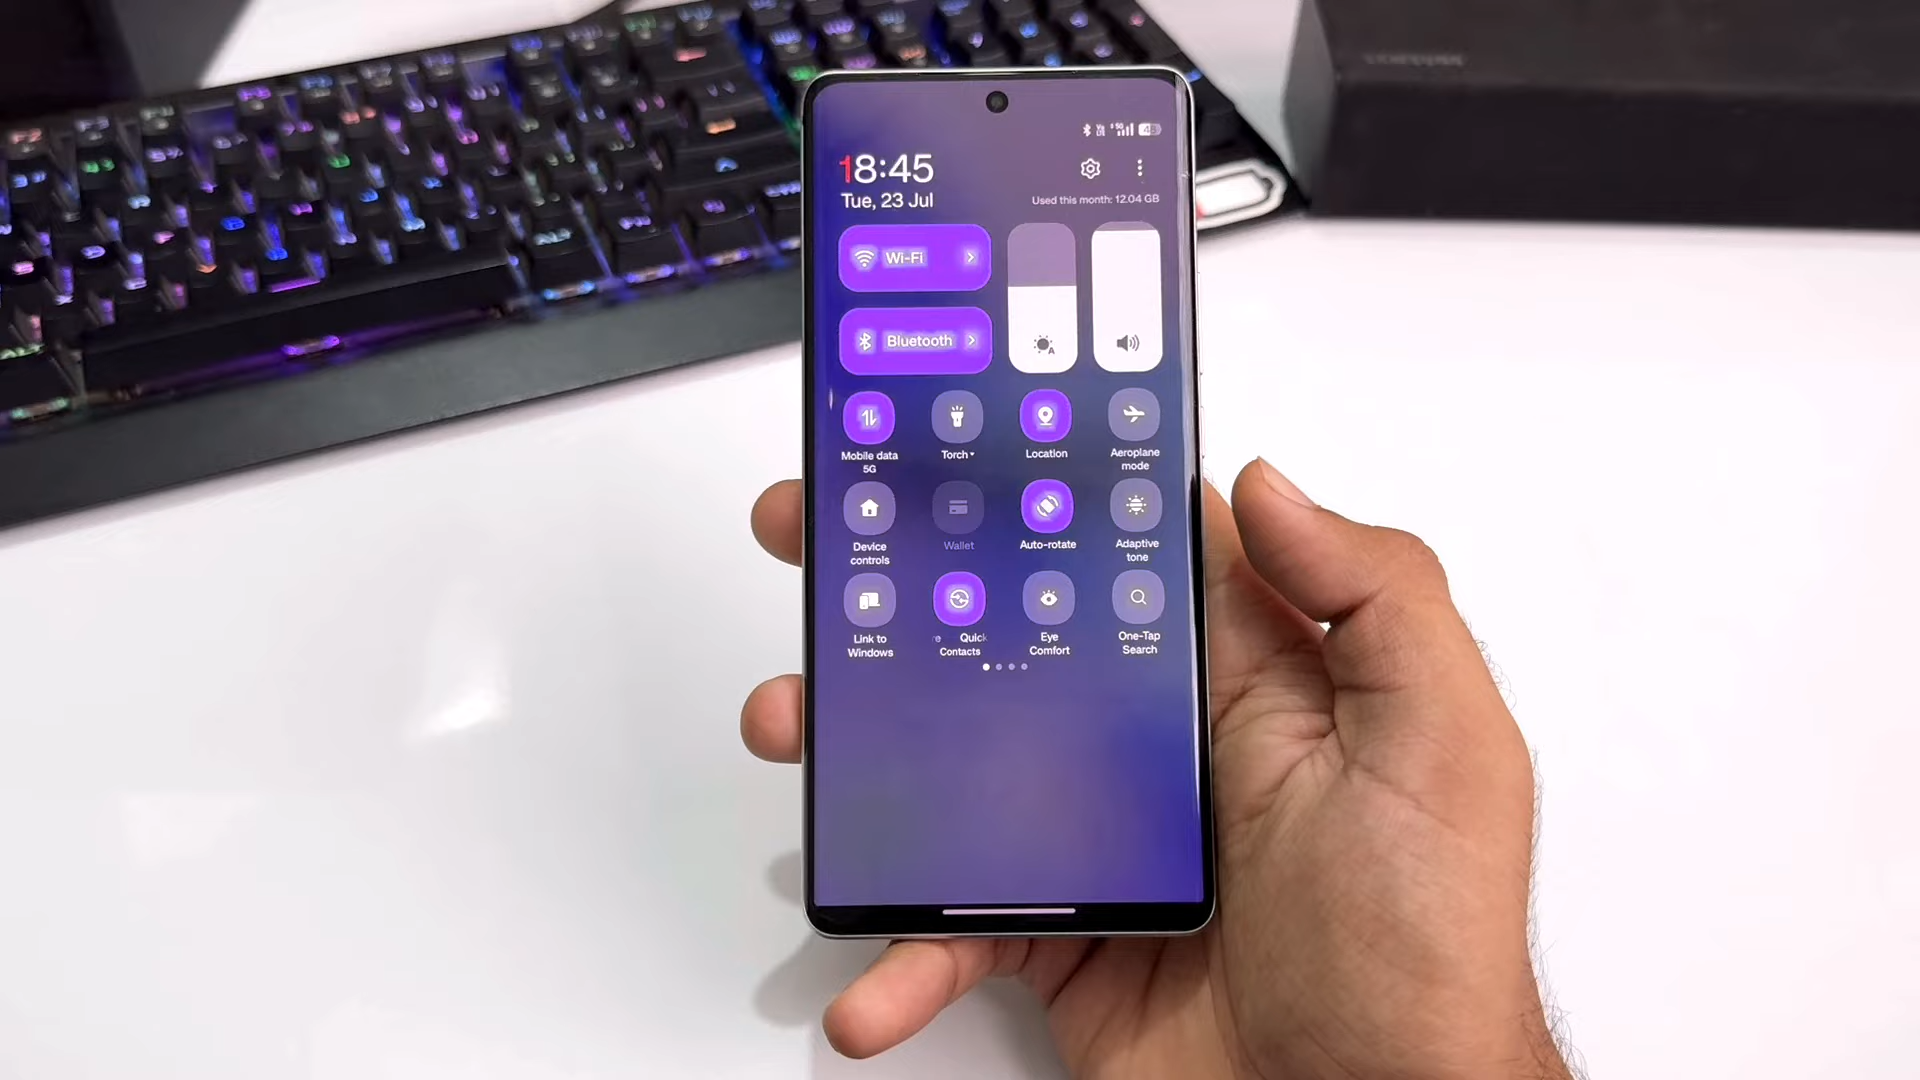 18:45
Tue, 23 Jul
Used this month: 12.04 GB
Wi-Fi
Bluetooth
Mobile data
5G
Torch
Location
Aeroplane
mode
Device
controls
Wallet
Auto-rotate
Adaptive
tone
Link to
Windows
Quick
Contacts
Eye
Comfort
One-Tap
Search